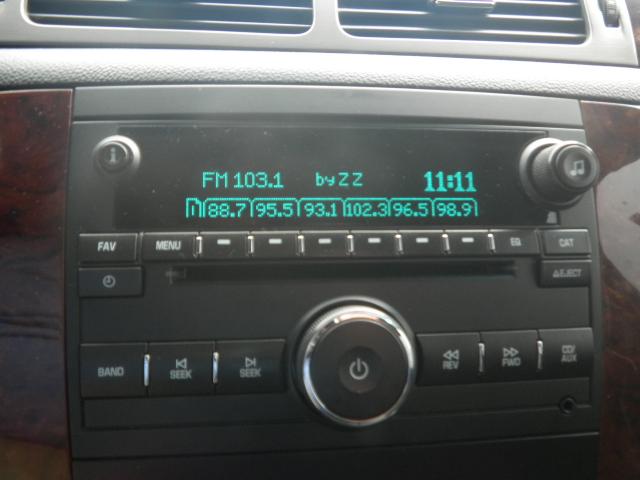 FM 103.1 by Z Z 11:11
1 88.7 95.5 93.1 102.3 96.5 98.9
FAV MENU EQ CAT
EJECT
BAND SEEK SEEK REV FWD CD/AUX